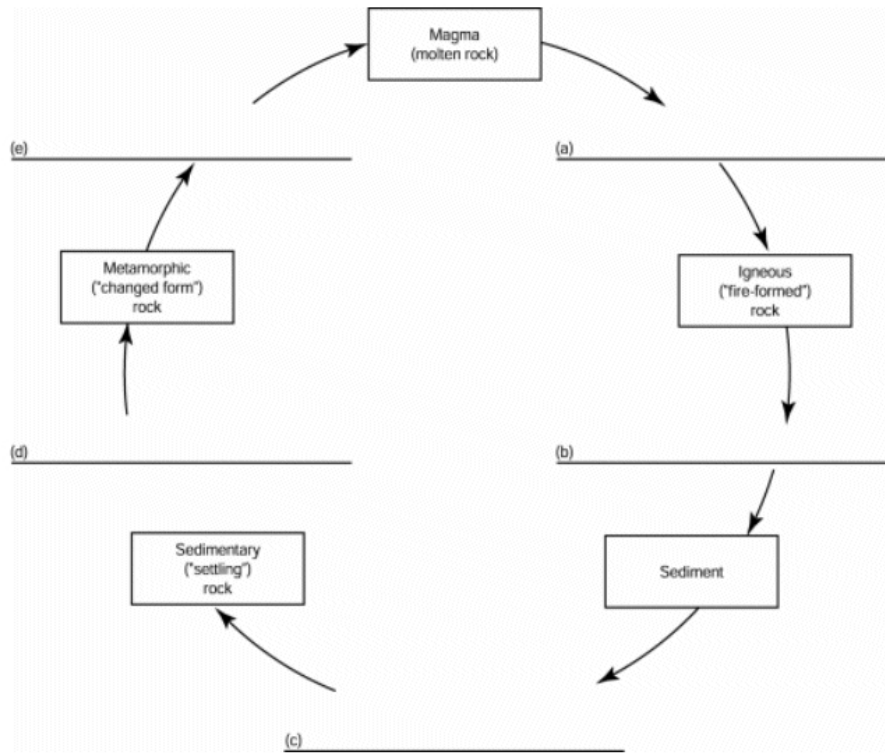 Magma
(molten rock)
(e)
(a)
Metamorphic
("changed form")
rock
Igneous
("fire-formed")
rock
(d)
(b)
Sedimentary
("settling")
rock
Sediment
(c)